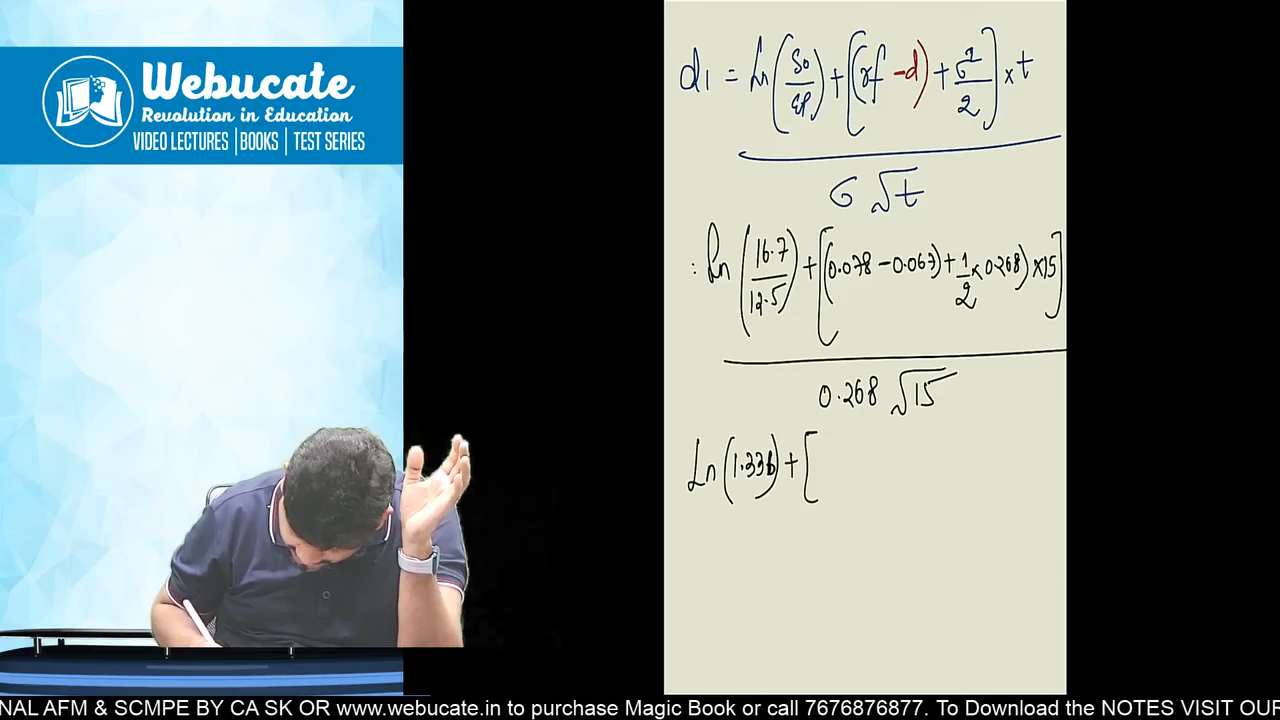 Webucate
Revolution in Education
VIDEO LECTURES | BOOKS | TEST SERIES
d1 = ln(So/EP) + [(rf - d) + σ²/2] × t
σ √t
: ln (16.7/12.5) + [(0.078 - 0.067) + 1/2 × 0.268) × 15]
0.268 √15
Ln (1.336) + [
NAL AFM & SCMPE BY CA SK OR www.webucate.in to purchase Magic Book or call 7676876877. To Download the NOTES VISIT OUR